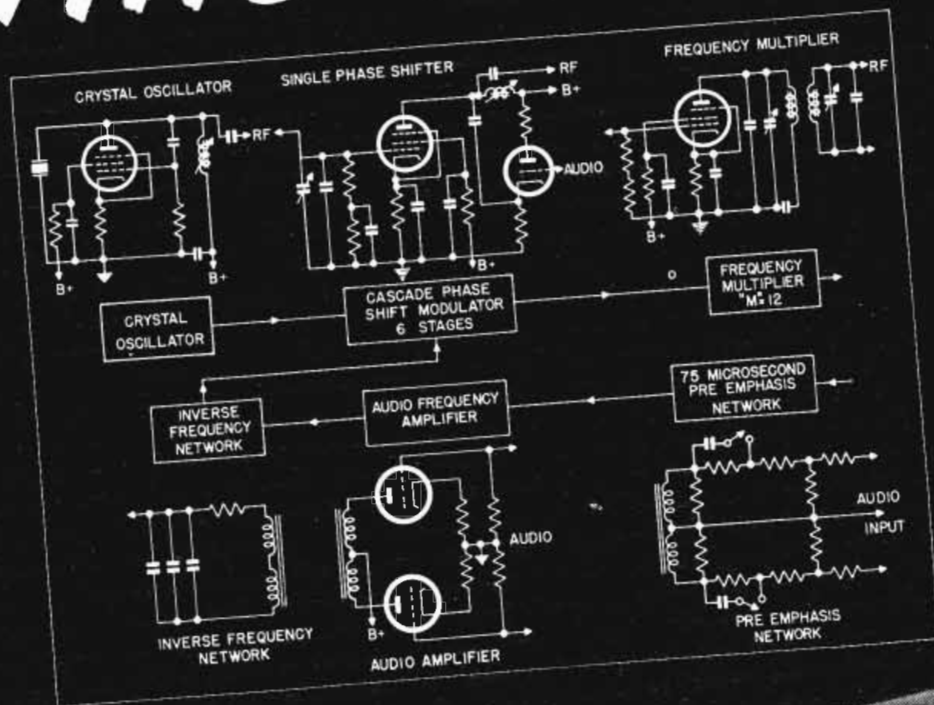 CRYSTAL OSCILLATOR
SINGLE PHASE SHIFTER
FREQUENCY MULTIPLIER
RF
RF
B+
AUDIO
RF
B+
B+
B+
B+
CRYSTAL
OSCILLATOR
CASCADE PHASE
SHIFT MODULATOR
6 STAGES
FREQUENCY
MULTIPLIER
"M"= 12
INVERSE
FREQUENCY
NETWORK
AUDIO FREQUENCY
AMPLIFIER
75 MICROSECOND
PRE EMPHASIS
NETWORK
INVERSE FREQUENCY
NETWORK
B+
AUDIO
AUDIO AMPLIFIER
AUDIO
INPUT
PRE EMPHASIS
NETWORK